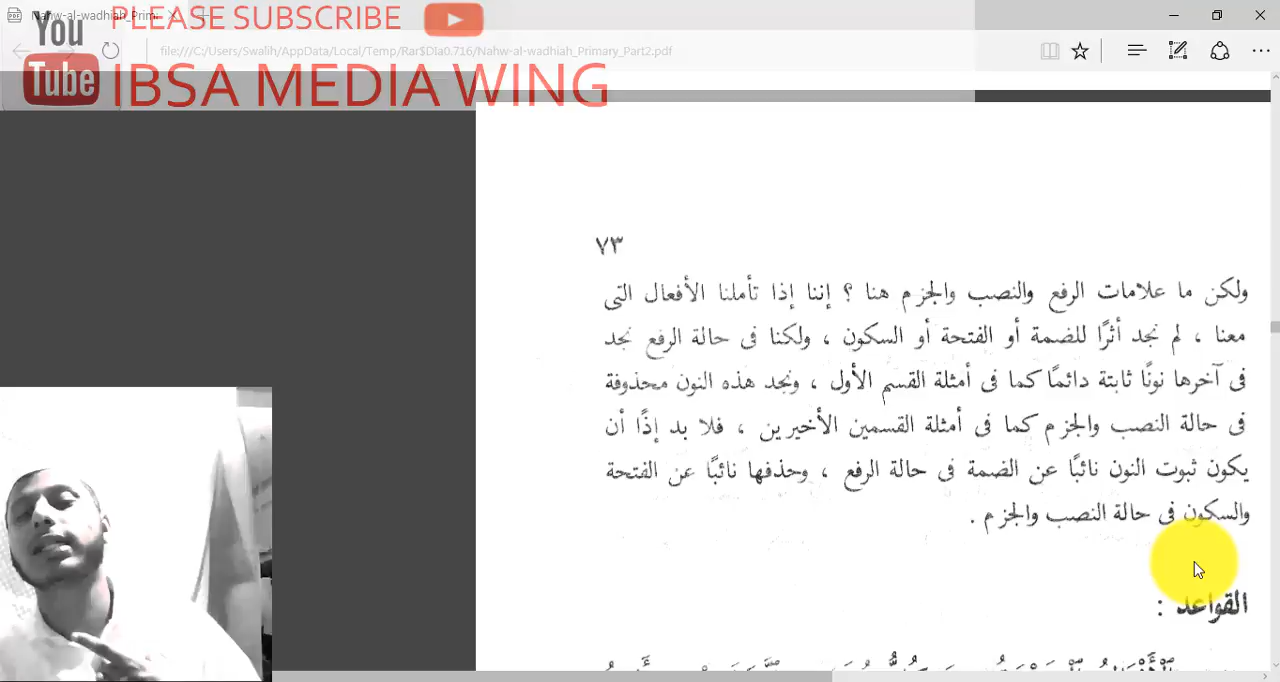 Nahw-al-wadhiah_Prim
PLEASE SUBSCRIBE
You
Tube
file:///C:/Users/Swalih/AppData/Local/Temp/Rar$DIa0.716/Nahw-al-wadhiah_Primary_Part2.pdf
IBSA MEDIA WING
٧٣
ولكن ما علامات الرفع والنصب والجزم هنا ؟ إننا إذا تأملنا الأفعال التى
معنا ، لم نجد أثرًا للضمة أو الفتحة أو السكون ، ولكنا فى حالة الرفع نجد
فى آخرها نونًا ثابتة دائمًا كما فى أمثلة القسم الأول ، ونجد هذه النون محذوفة
فى حالة النصب والجزم كما فى أمثلة القسمين الأخيرين ، فلا بد إذًا أن
يكون ثبوت النون نائبًا عن الضمة فى حالة الرفع ، وحذفها نائبًا عن الفتحة
والسكون فى حالة النصب والجزم .
القواعد :